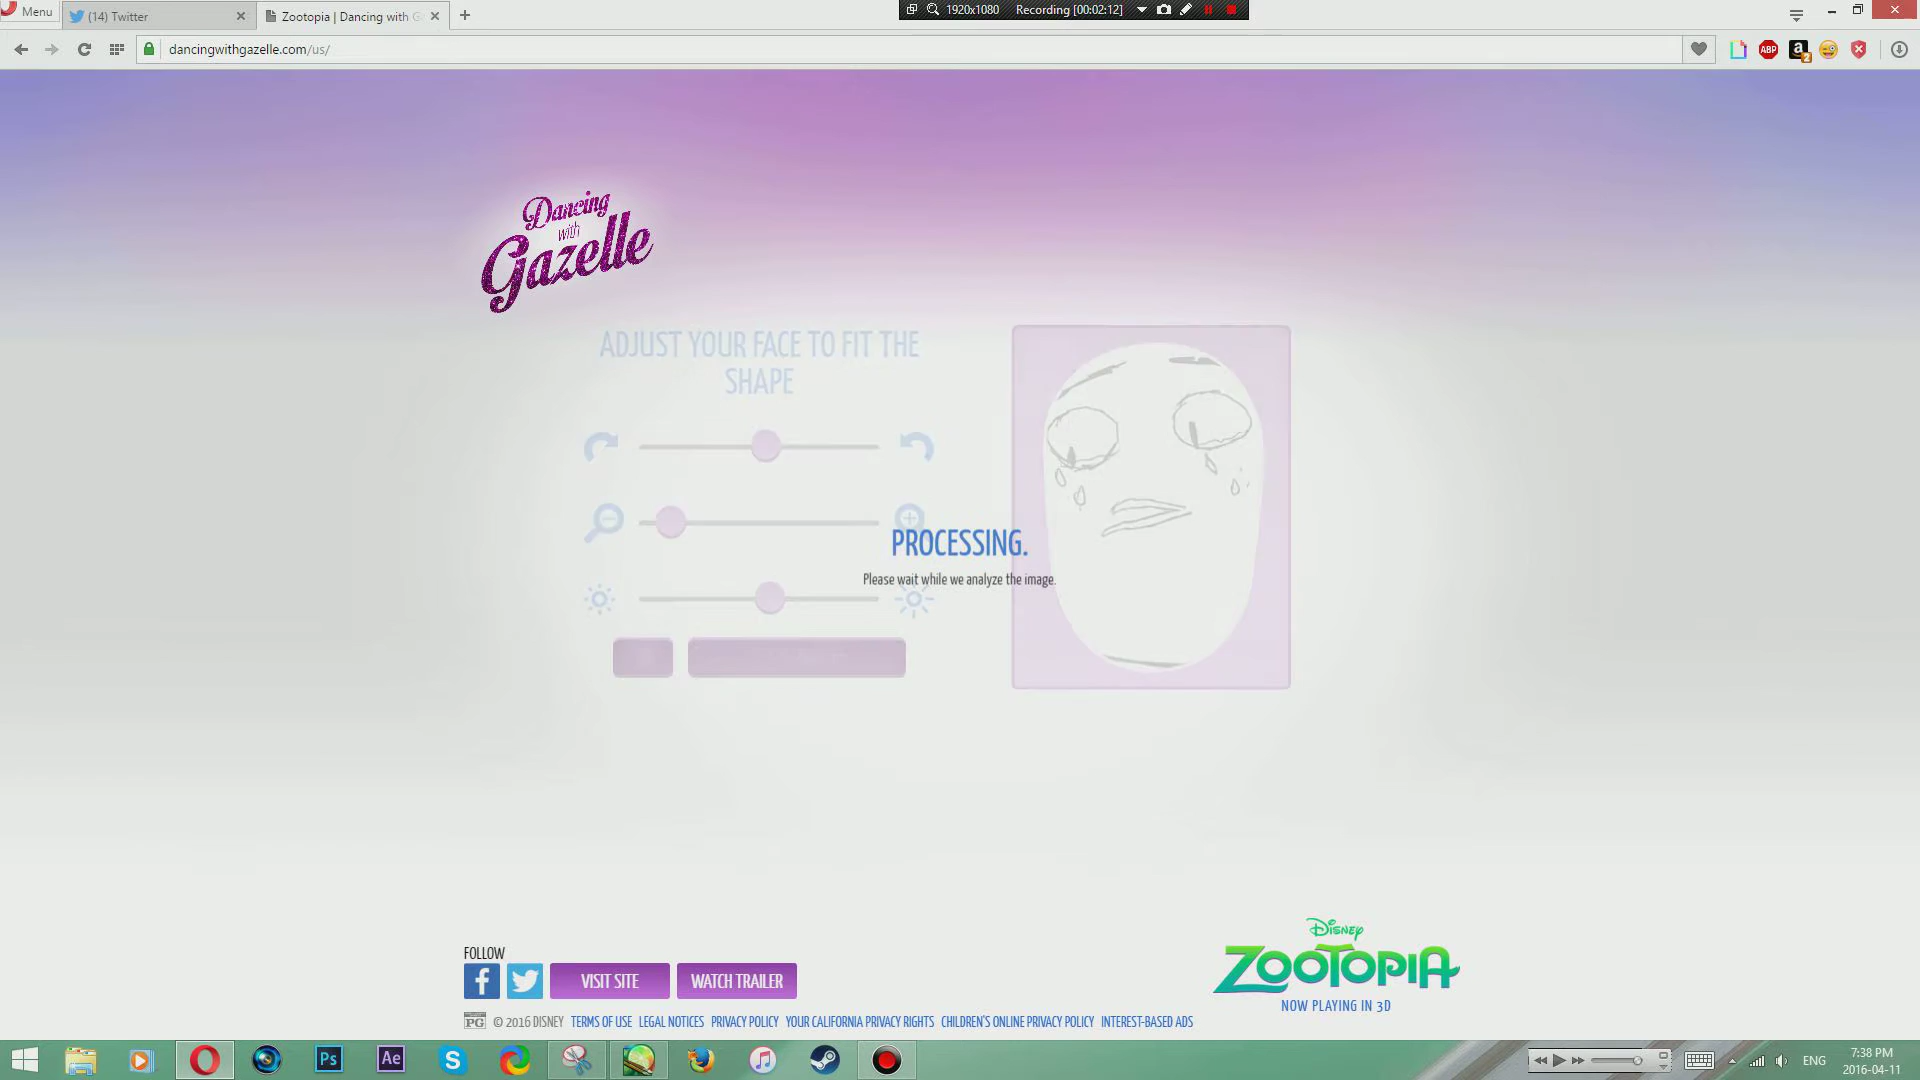 Menu
(14) Twitter
Zootopia | Dancing with G
1920x1080
Recording [00:02:12]
dancingwithgazelle.com/us/
ABP
a
2
Dancing
with
Gazelle
ADJUST YOUR FACE TO FIT THE
SHAPE
PROCESSING.
Please wait while we analyze the image.
FOLLOW
VISIT SITE
WATCH TRAILER
DISNEY
ZOOTOPIA
NOW PLAYING IN 3D
PG
© 2016 DISNEY TERMS OF USE LEGAL NOTICES PRIVACY POLICY YOUR CALIFORNIA PRIVACY RIGHTS CHILDREN'S ONLINE PRIVACY POLICY INTEREST-BASED ADS
Ps
Ae
ENG
7:38 PM
2016-04-11